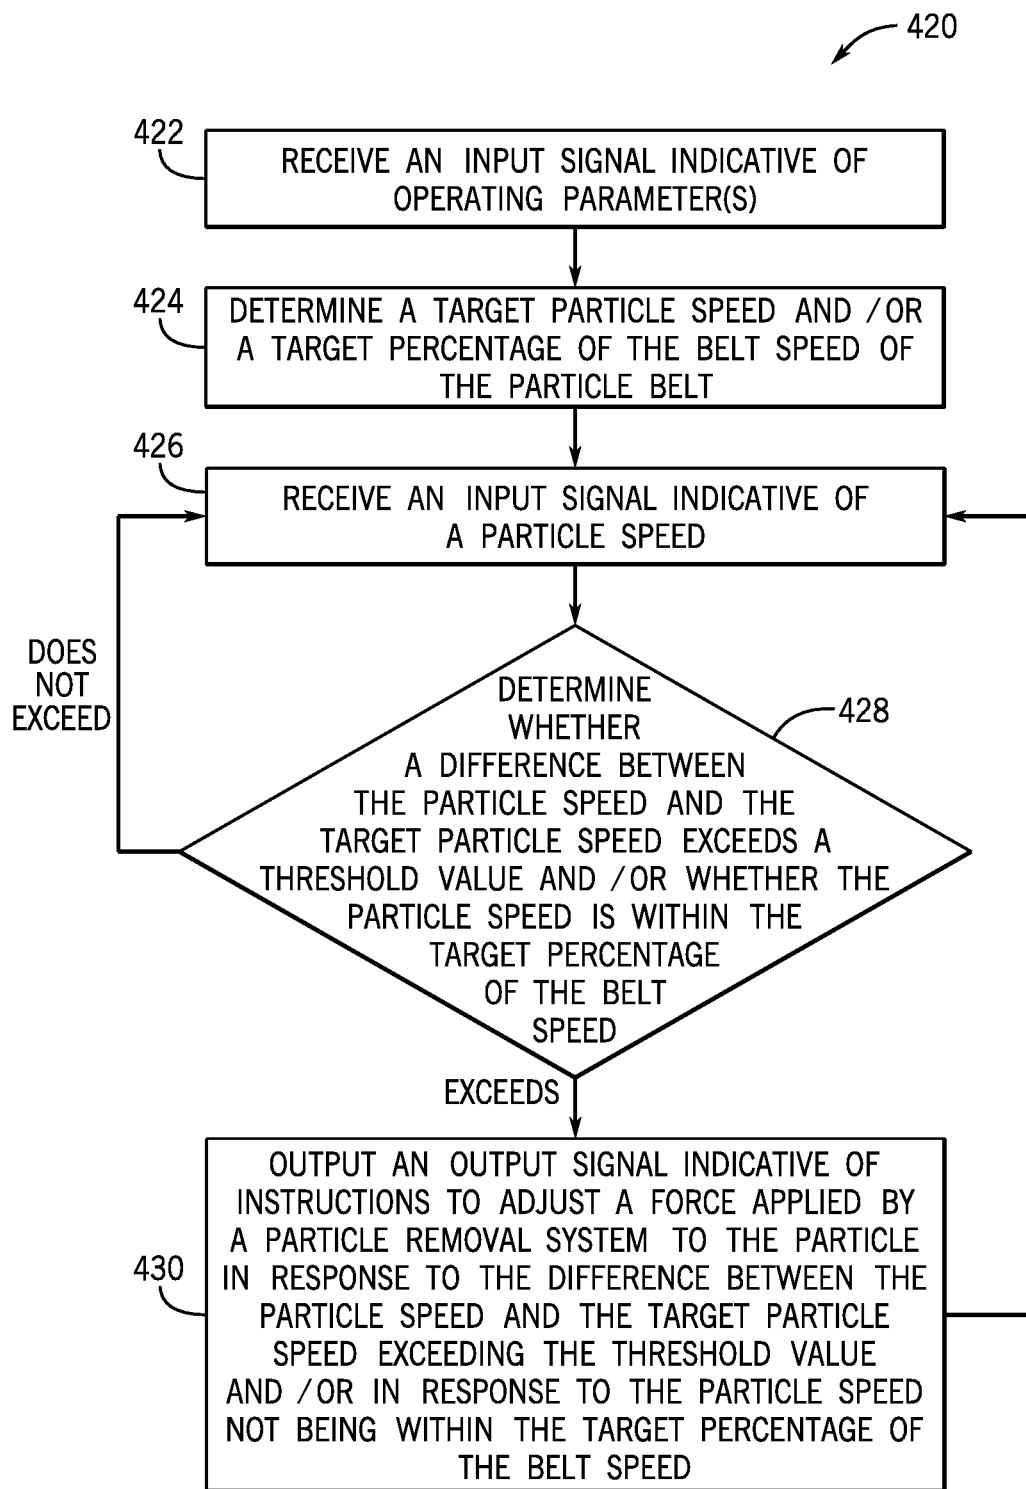 420
422
RECEIVE AN INPUT SIGNAL INDICATIVE OF
OPERATING PARAMETER(S)
424
DETERMINE A TARGET PARTICLE SPEED AND /OR
A TARGET PERCENTAGE OF THE BELT SPEED OF
THE PARTICLE BELT
426
RECEIVE AN INPUT SIGNAL INDICATIVE OF
A PARTICLE SPEED
DOES
NOT
EXCEED
428
DETERMINE
WHETHER
A DIFFERENCE BETWEEN
THE PARTICLE SPEED AND THE
TARGET PARTICLE SPEED EXCEEDS A
THRESHOLD VALUE AND /OR WHETHER THE
PARTICLE SPEED IS WITHIN THE
TARGET PERCENTAGE
OF THE BELT
SPEED
EXCEEDS
430
OUTPUT AN OUTPUT SIGNAL INDICATIVE OF
INSTRUCTIONS TO ADJUST A FORCE APPLIED BY
A PARTICLE REMOVAL SYSTEM TO THE PARTICLE
IN RESPONSE TO THE DIFFERENCE BETWEEN THE
PARTICLE SPEED AND THE TARGET PARTICLE
SPEED EXCEEDING THE THRESHOLD VALUE
AND /OR IN RESPONSE TO THE PARTICLE SPEED
NOT BEING WITHIN THE TARGET PERCENTAGE OF
THE BELT SPEED